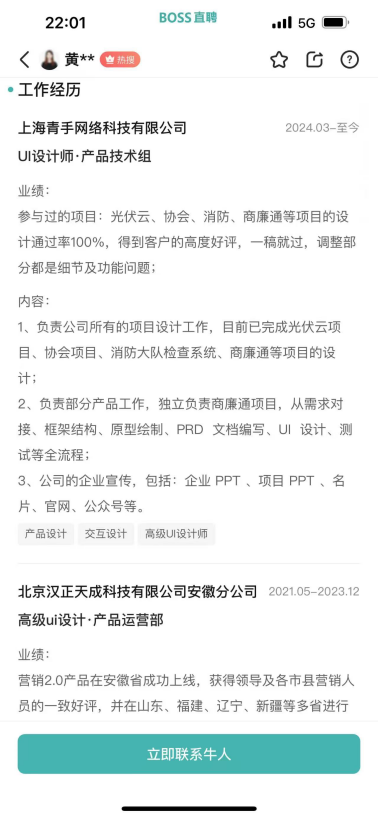 22:01
BOSS直聘
5G
黄**
热搜
工作经历
上海青手网络科技有限公司
2024.03-至今
UI设计师·产品技术组
业绩：
参与过的项目：光伏云、协会、消防、商廉通等项目的设
计通过率100%，得到客户的高度好评，一稿就过，调整部
分都是细节及功能问题；
内容：
1、负责公司所有的项目设计工作，目前已完成光伏云项
目、协会项目、消防大队检查系统、商廉通等项目的设
计；
2、负责部分产品工作，独立负责商廉通项目，从需求对
接、框架结构、原型绘制、PRD 文档编写、UI 设计、测
试等全流程；
3、公司的企业宣传，包括：企业 PPT 、项目 PPT 、名
片、官网、公众号等。
产品设计
交互设计
高级UI设计师
北京汉正天成科技有限公司安徽分公司
2021.05-2023.12
高级ui设计·产品运营部
业绩：
营销2.0产品在安徽省成功上线，获得领导及各市县营销人
员的一致好评，并在山东、福建、辽宁、新疆等多省进行
立即联系牛人